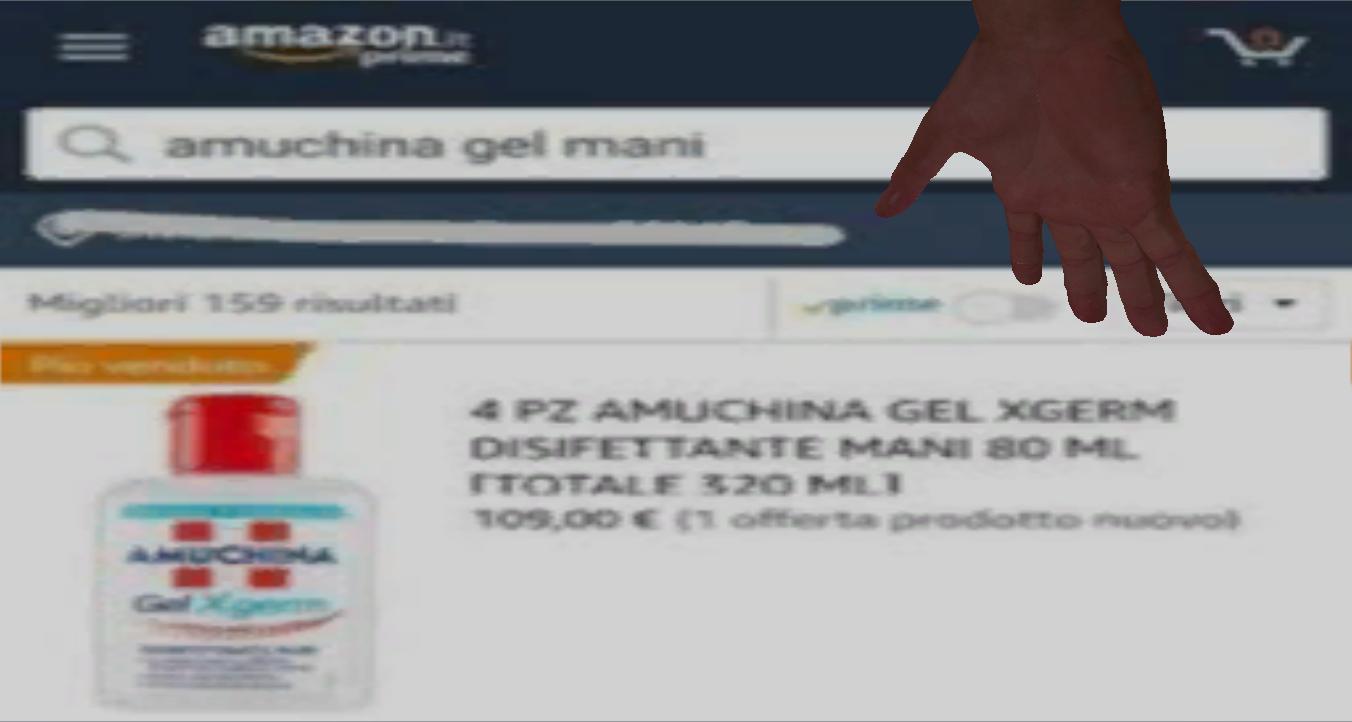 amazon.it
prime
0
amuchina gel mani
Migliori 159 risultati
prime
Più venduto
4 PZ AMUCHINA GEL XGERM
DISIFETTANTE MANI 80 ML
[TOTALE 320 ML]
109,00 € (1 offerta prodotto nuovo)
AMUCHINA
Gel Xgerm